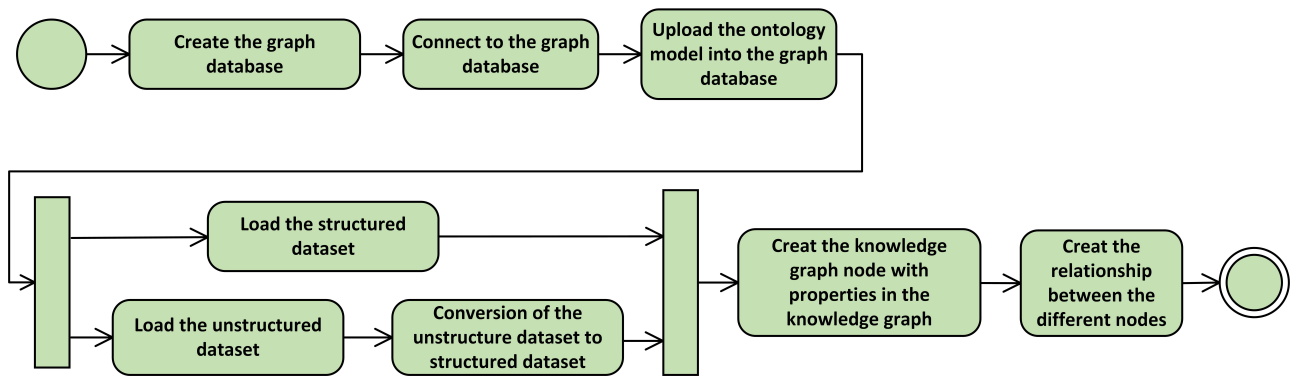 Create the graph
database
Connect to the graph
database
Upload the ontology
model into the graph
database
Load the structured
dataset
Load the unstructured
dataset
Conversion of the
unstructure dataset to
structured dataset
Creat the knowledge
graph node with
properties in the
knowledge graph
Creat the
relationship
between the
different nodes